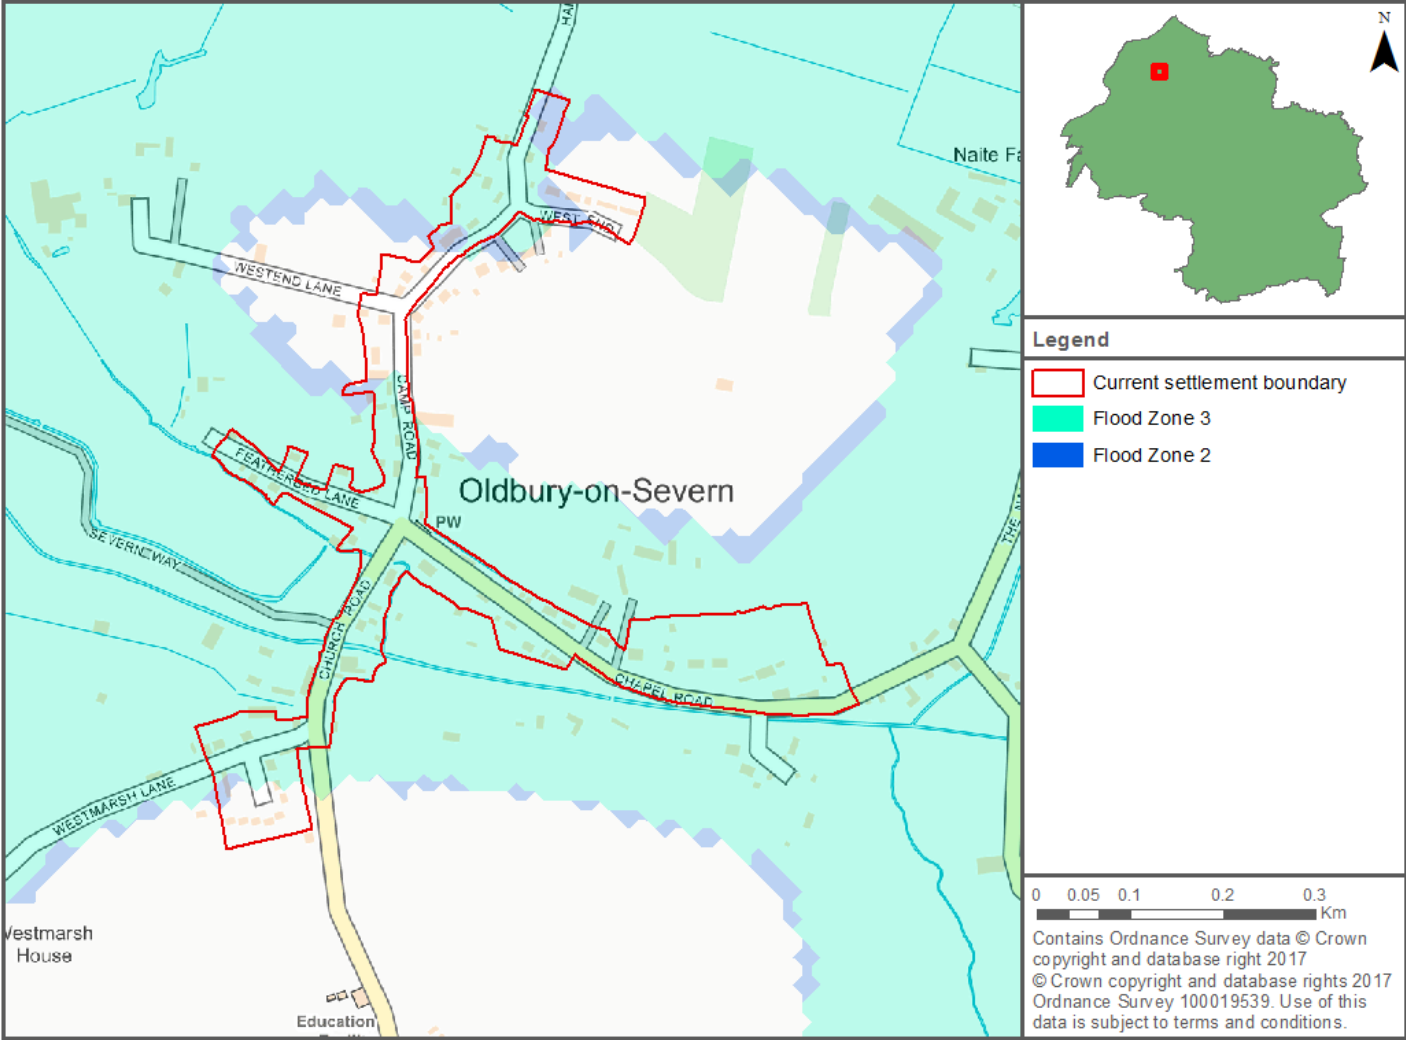 HA
N
Naite Fa
WEST END
WESTEND LANE
CAMP ROAD
FEATHERBED LANE
Oldbury-on-Severn
PW
SEVERN WAY
CHURCH ROAD
CHAPEL ROAD
WESTMARSH LANE
Westmarsh
House
Education
Legend
Current settlement boundary
Flood Zone 3
Flood Zone 2
0 0.05 0.1 0.2 0.3
Km
Contains Ordnance Survey data © Crown
copyright and database right 2017
© Crown copyright and database rights 2017
Ordnance Survey 100019539. Use of this
data is subject to terms and conditions.